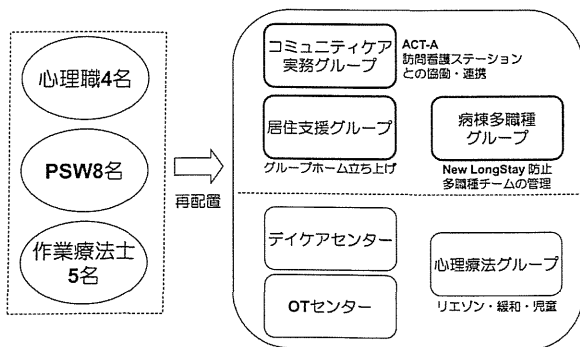 心理職4名
PSW8名
作業療法士
5名
再配置
コミュニティケア
実務グループ
ACT-A
訪問看護ステーション
との協働・連携
居住支援グループ
グループホーム立ち上げ
病棟多職種
グループ
New LongStay 防止
多職種チームの管理
デイケアセンター
OTセンター
心理療法グループ
リエゾン・緩和・児童